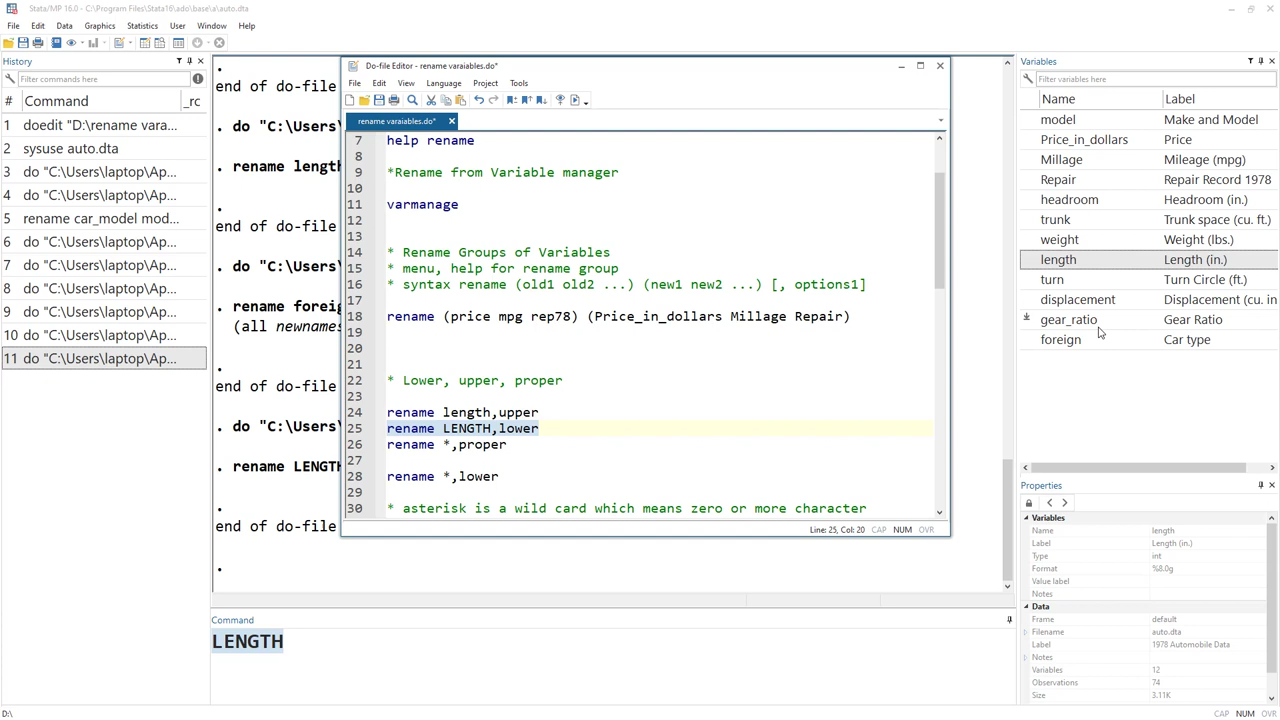 Stata/MP 16.0 - C:\Program Files\Stata16\ado\base\a\auto.dta
File Edit Data Graphics Statistics User Window Help
History
Filter commands here
# Command _rc
1 doedit "D:\rename vara...
2 sysuse auto.dta
3 do "C:\Users\laptop\Ap...
4 do "C:\Users\laptop\Ap...
5 rename car_model mod...
6 do "C:\Users\laptop\Ap...
7 do "C:\Users\laptop\Ap...
8 do "C:\Users\laptop\Ap...
9 do "C:\Users\laptop\Ap...
10 do "C:\Users\laptop\Ap...
11 do "C:\Users\laptop\Ap...
.
end of do-file
. do "C:\Users\
. rename length
.
end of do-file
. do "C:\Users\
. rename foreig
(all newnames
.
end of do-file
. do "C:\Users\
. rename LENGTH
.
end of do-file
.
Do-file Editor - rename varaiables.do*
File Edit View Language Project Tools
rename varaiables.do*
7 help rename
8
9 *Rename from Variable manager
10
11 varmanage
12
13
14 * Rename Groups of Variables
15 * menu, help for rename group
16 * syntax rename (old1 old2 ...) (new1 new2 ...) [, options1]
17
18 rename (price mpg rep78) (Price_in_dollars Millage Repair)
19
20
21
22 * Lower, upper, proper
23
24 rename length,upper
25 rename LENGTH,lower
26 rename *,proper
27
28 rename *,lower
29
30 * asterisk is a wild card which means zero or more character
Line: 25, Col: 20 CAP NUM OVR
Command
LENGTH
Variables
Filter variables here
Name Label
model Make and Model
Price_in_dollars Price
Millage Mileage (mpg)
Repair Repair Record 1978
headroom Headroom (in.)
trunk Trunk space (cu. ft.)
weight Weight (lbs.)
length Length (in.)
turn Turn Circle (ft.)
displacement Displacement (cu. in
gear_ratio Gear Ratio
foreign Car type
Properties
Variables
Name length
Label Length (in.)
Type int
Format %8.0g
Value label
Notes
Data
Frame default
Filename auto.dta
Label 1978 Automobile Data
Notes
Variables 12
Observations 74
Size 3.11K
D:\
CAP NUM OVR